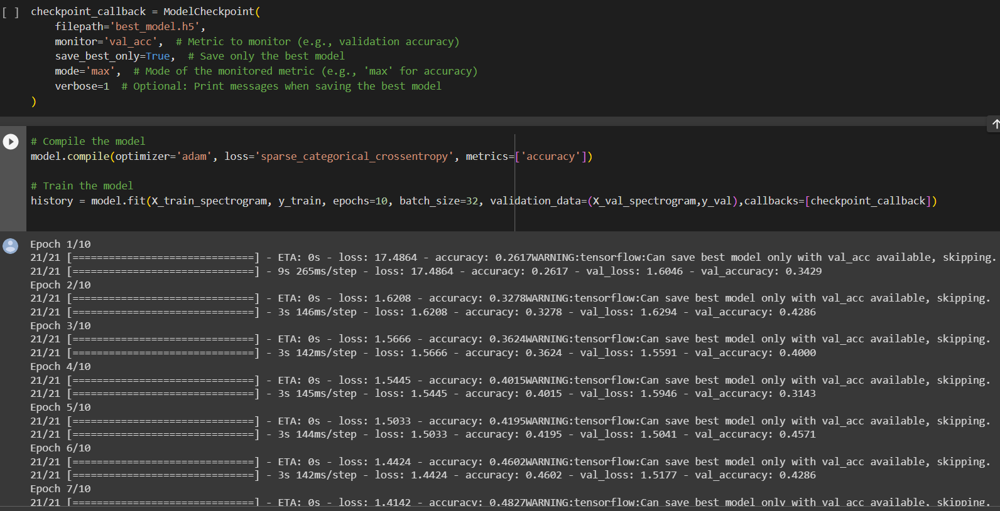 [ ] checkpoint_callback = ModelCheckpoint(
    filepath='best_model.h5',
    monitor='val_acc',  # Metric to monitor (e.g., validation accuracy)
    save_best_only=True,  # Save only the best model
    mode='max',  # Mode of the monitored metric (e.g., 'max' for accuracy)
    verbose=1  # Optional: Print messages when saving the best model
)
# Compile the model
model.compile(optimizer='adam', loss='sparse_categorical_crossentropy', metrics=['accuracy'])
# Train the model
history = model.fit(X_train_spectrogram, y_train, epochs=10, batch_size=32, validation_data=(X_val_spectrogram,y_val),callbacks=[checkpoint_callback])
Epoch 1/10
21/21 [==============================] - ETA: 0s - loss: 17.4864 - accuracy: 0.2617WARNING:tensorflow:Can save best model only with val_acc available, skipping.
21/21 [==============================] - 9s 265ms/step - loss: 17.4864 - accuracy: 0.2617 - val_loss: 1.6046 - val_accuracy: 0.3429
Epoch 2/10
21/21 [==============================] - ETA: 0s - loss: 1.6208 - accuracy: 0.3278WARNING:tensorflow:Can save best model only with val_acc available, skipping.
21/21 [==============================] - 3s 146ms/step - loss: 1.6208 - accuracy: 0.3278 - val_loss: 1.6294 - val_accuracy: 0.4286
Epoch 3/10
21/21 [==============================] - ETA: 0s - loss: 1.5666 - accuracy: 0.3624WARNING:tensorflow:Can save best model only with val_acc available, skipping.
21/21 [==============================] - 3s 142ms/step - loss: 1.5666 - accuracy: 0.3624 - val_loss: 1.5591 - val_accuracy: 0.4000
Epoch 4/10
21/21 [==============================] - ETA: 0s - loss: 1.5445 - accuracy: 0.4015WARNING:tensorflow:Can save best model only with val_acc available, skipping.
21/21 [==============================] - 3s 145ms/step - loss: 1.5445 - accuracy: 0.4015 - val_loss: 1.5946 - val_accuracy: 0.3143
Epoch 5/10
21/21 [==============================] - ETA: 0s - loss: 1.5033 - accuracy: 0.4195WARNING:tensorflow:Can save best model only with val_acc available, skipping.
21/21 [==============================] - 3s 144ms/step - loss: 1.5033 - accuracy: 0.4195 - val_loss: 1.5041 - val_accuracy: 0.4571
Epoch 6/10
21/21 [==============================] - ETA: 0s - loss: 1.4424 - accuracy: 0.4602WARNING:tensorflow:Can save best model only with val_acc available, skipping.
21/21 [==============================] - 3s 142ms/step - loss: 1.4424 - accuracy: 0.4602 - val_loss: 1.5177 - val_accuracy: 0.4286
Epoch 7/10
21/21 [==============================] - ETA: 0s - loss: 1.4142 - accuracy: 0.4827WARNING:tensorflow:Can save best model only with val_acc available, skipping.